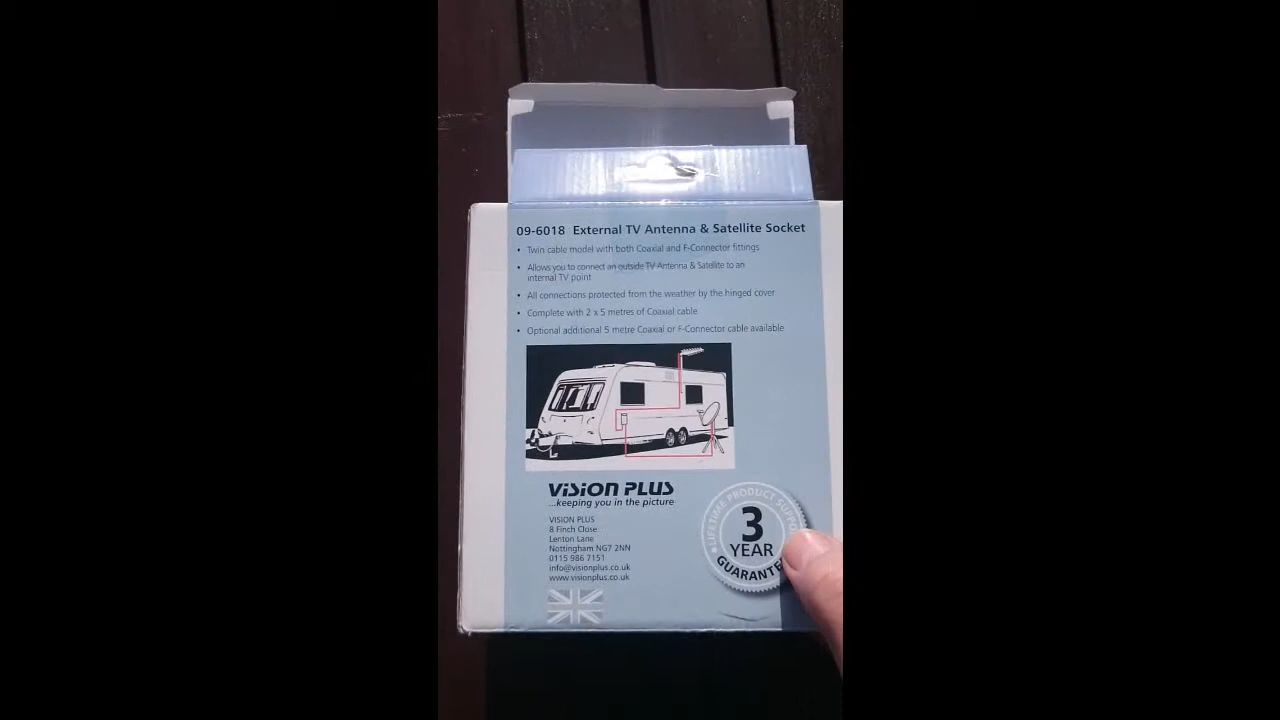 09-6018 External TV Antenna & Satellite Socket
• Twin cable model with both Coaxial and F-Connector fittings
• Allows you to connect an outside TV Antenna & Satellite to an
internal TV point
• All connections protected from the weather by the hinged cover
• Complete with 2 x 5 metres of Coaxial cable
• Optional additional 5 metre Coaxial or F-Connector cable available
VISION PLUS
...keeping you in the picture
VISION PLUS
8 Finch Close
Lenton Lane
Nottingham NG7 2NN
0115 986 7151
info@visionplus.co.uk
www.visionplus.co.uk
LIFETIME PRODUCT SUPPO
3
YEAR
GUARANTE